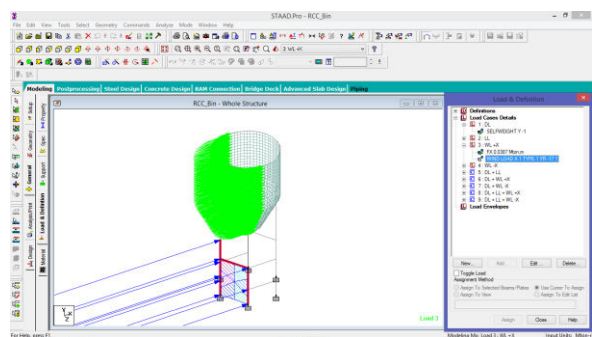 STAAD.Pro - RCC_Bin
File Edit View Tools Select Geometry Commands Analyze Mode Window Help
3: WL +X
Modeling Postprocessing Steel Design Concrete Design RAM Connection Bridge Deck Advanced Slab Design Piping
RCC_Bin - Whole Structure
Setup
Geometry
General
Analysis/Print
Design
Property
Spec
Support
Load & Definition
Material
Load 3
Y
X
Z
Load & Definition
Definitions
Load Cases Details
1 : DL
SELFWEIGHT Y -1
2 : LL
3 : WL +X
4 : WL -X
5 : DL + LL
6 : DL + WL +X
7 : DL + WL -X
8 : DL + LL + WL +X
9 : DL + LL - WL -X
Load Envelopes
New...
Add...
Edit...
Delete...
Toggle Load
Assignment Method
Assign To Selected Beams/Plates
Use Cursor To Assign
Assign To View
Assign To Edit List
Assign
Close
Help
For Help, press F1
Modeling Mo Load 3 : WL +X
Input Units: